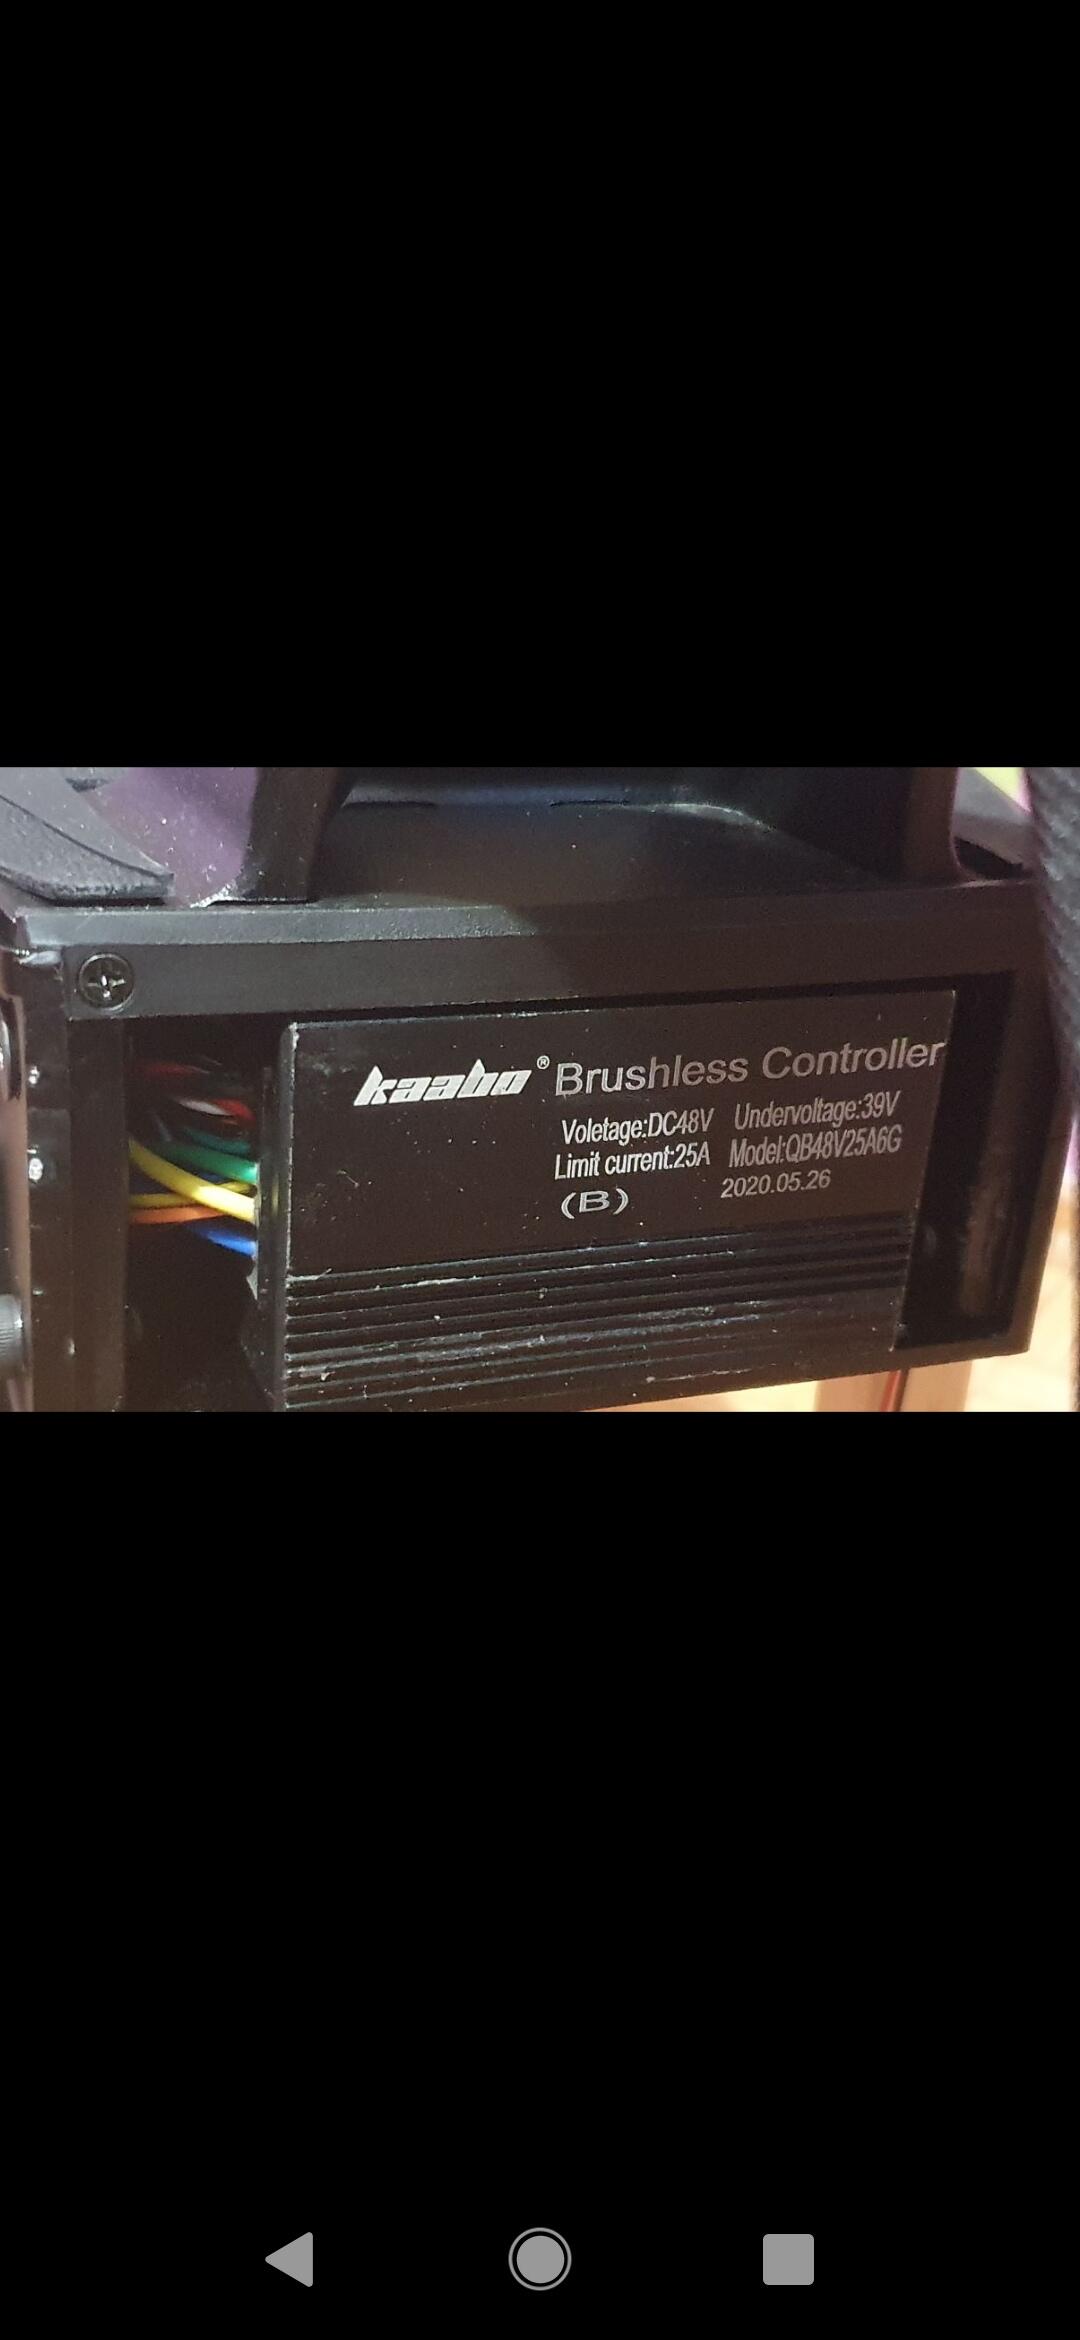 kaabo® Brushless Controller
Voletage:DC48V Undervoltage:39V
Limit current:25A Model:QB48V25A6G
(B) 2020.05.26